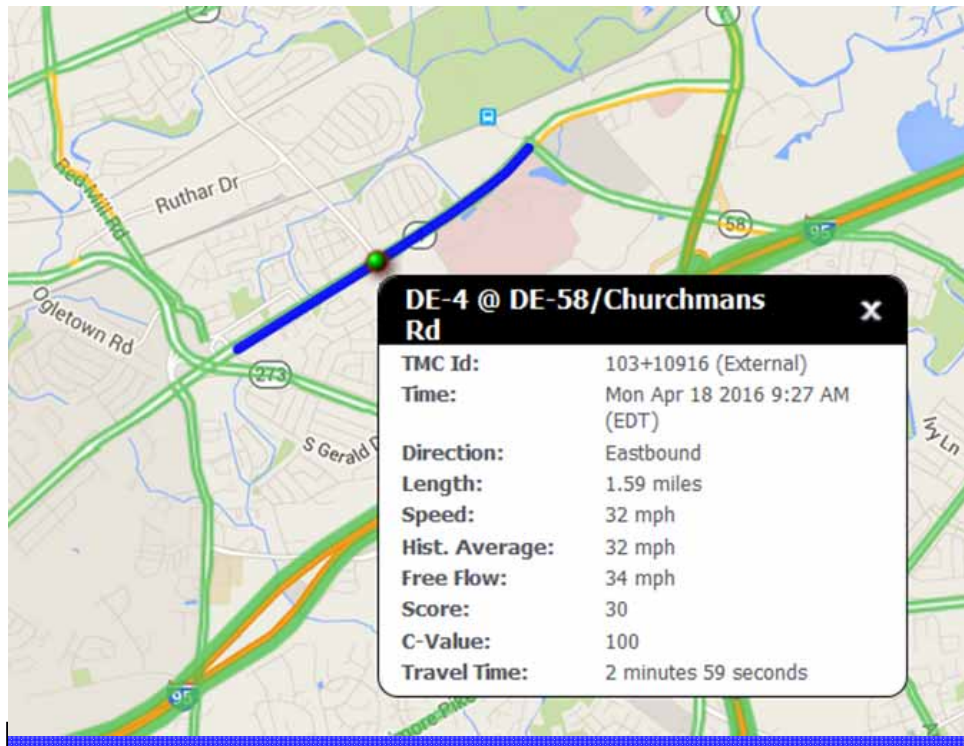 2
Red Mill Rd
Ruthar Dr
58
95
Ogletown Rd
273
S Gerald
DE-4 @ DE-58/Churchmans
Rd
x
TMC Id: 103+10916 (External)
Time: Mon Apr 18 2016 9:27 AM
(EDT)
Direction: Eastbound
Length: 1.59 miles
Speed: 32 mph
Hist. Average: 32 mph
Free Flow: 34 mph
Score: 30
C-Value: 100
Travel Time: 2 minutes 59 seconds
Ivy Ln
95
more Pike